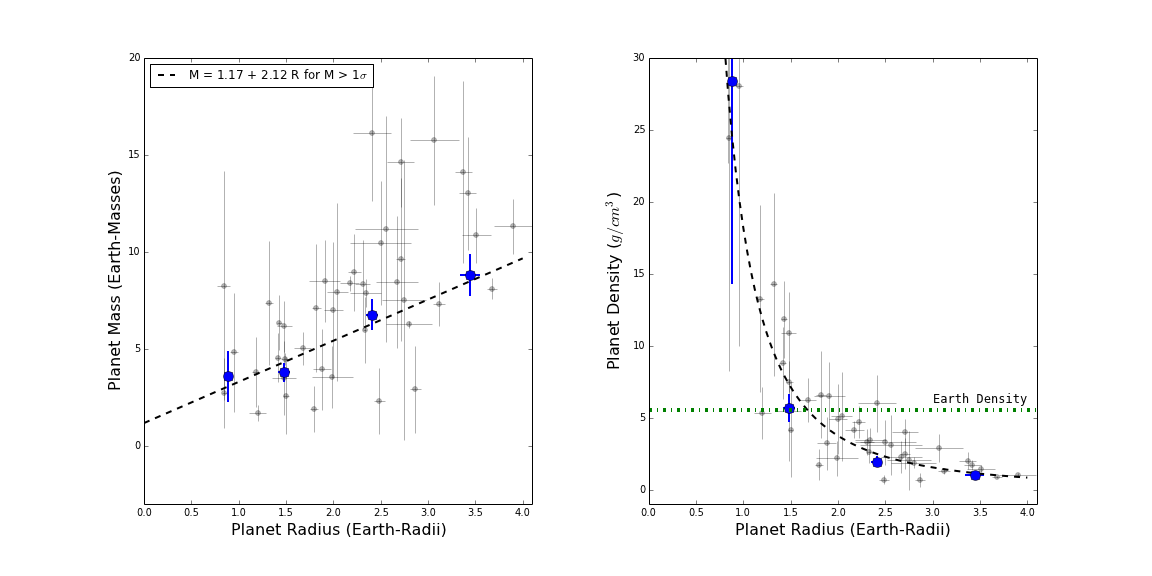 M = 1.17 + 2.12 R for M > 1σ
20
15
10
5
0
Planet Mass (Earth-Masses)
0.0 0.5 1.0 1.5 2.0 2.5 3.0 3.5 4.0
Planet Radius (Earth-Radii)
30
25
20
15
10
5
0
Planet Density (g/cm³)
Earth Density
0.0 0.5 1.0 1.5 2.0 2.5 3.0 3.5 4.0
Planet Radius (Earth-Radii)